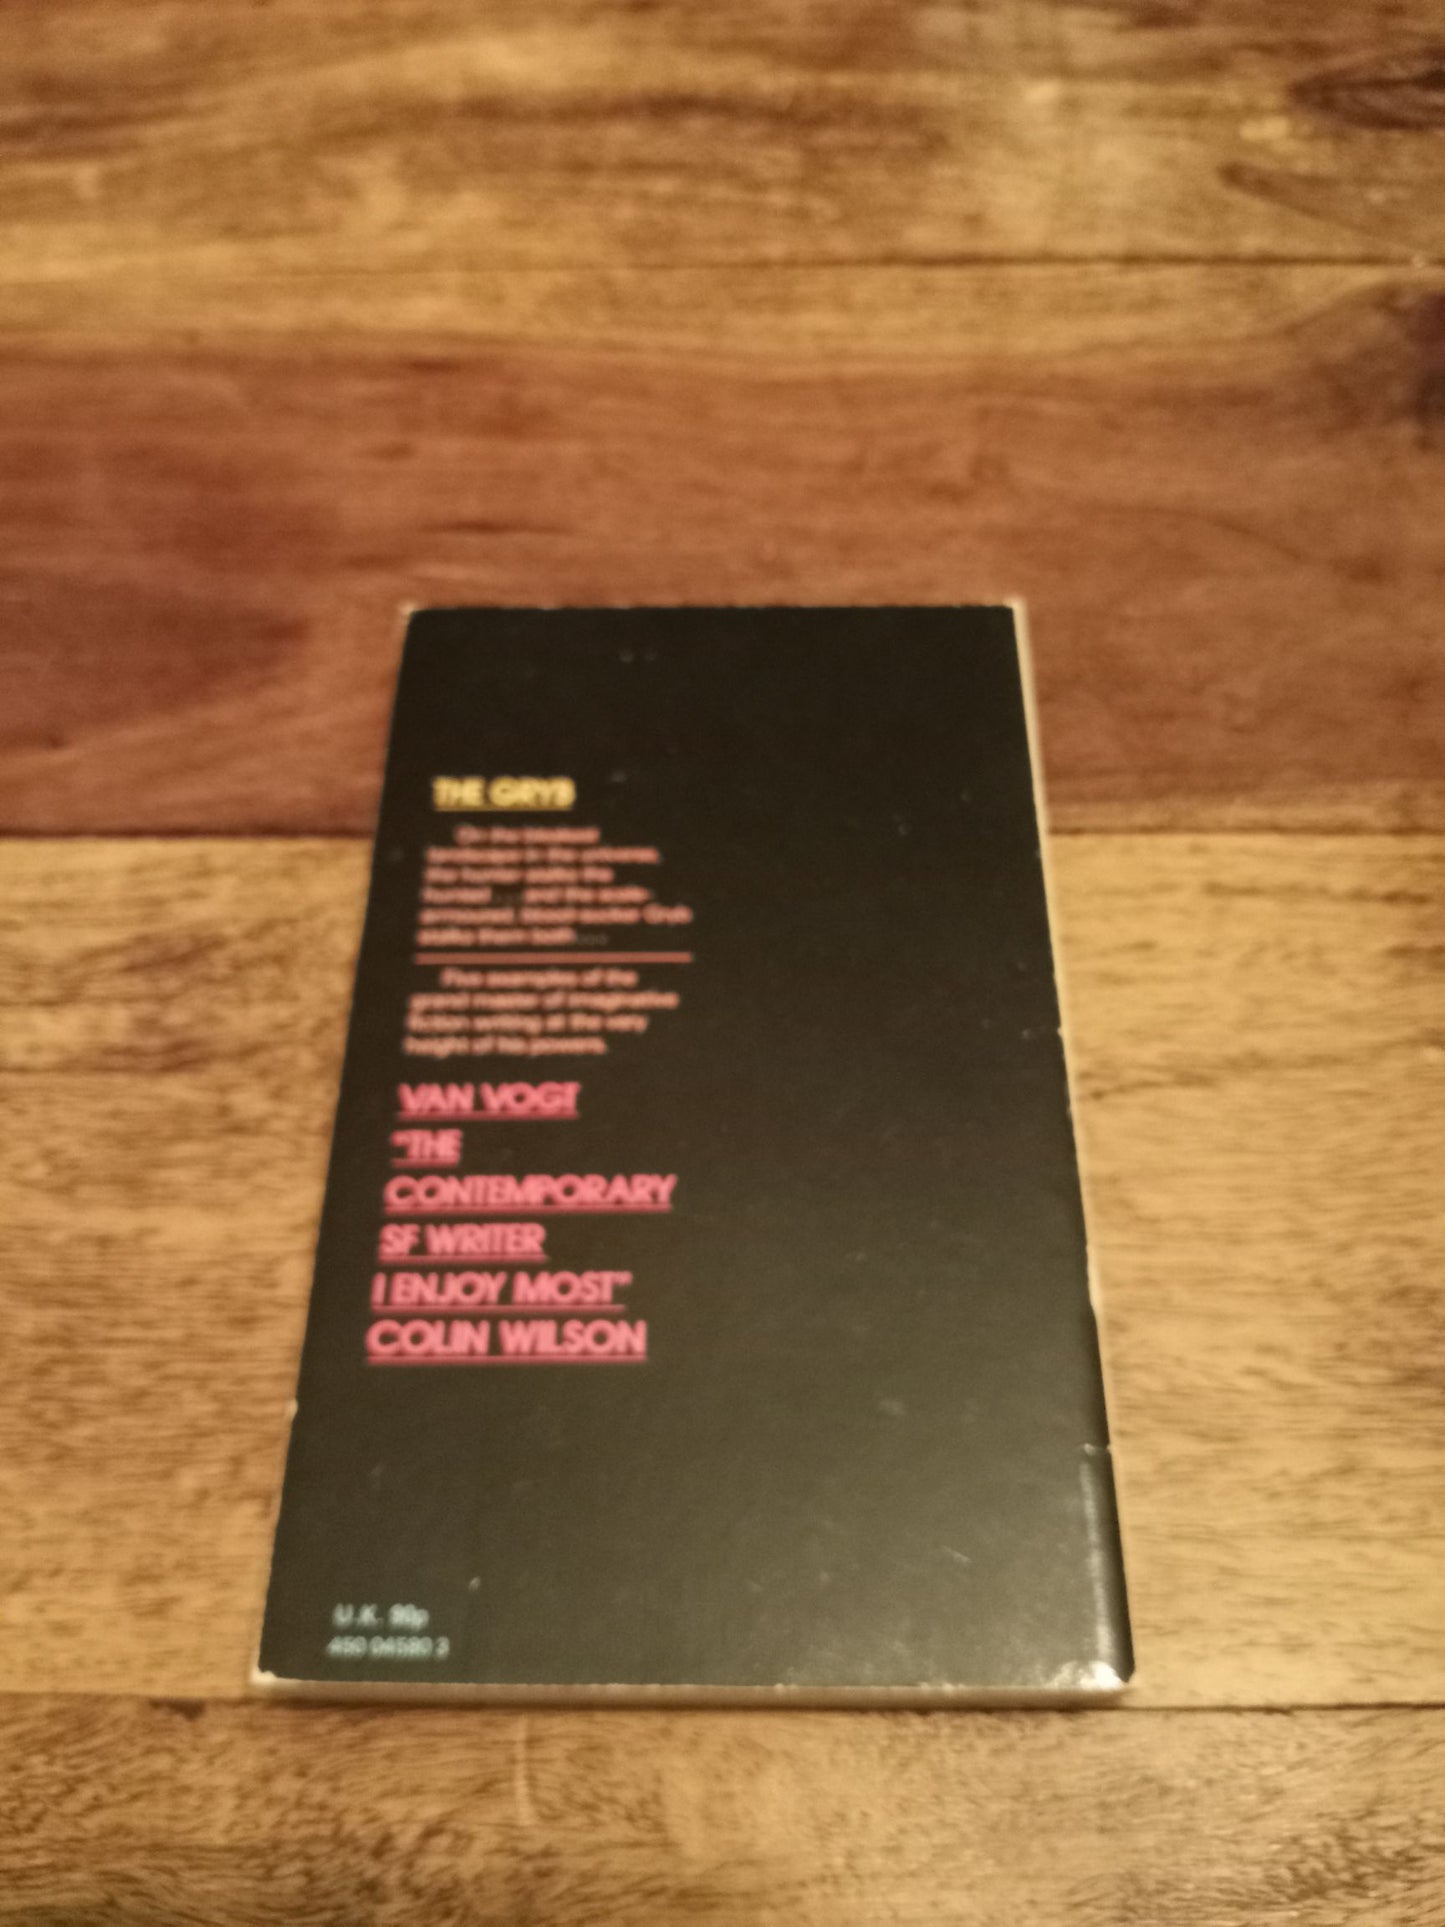 THE GRYB
On the bleakest
landscape in the universe,
the hunter stalks the
hunted . . . and the scale-
armoured, blood-sucker Gryb
stalks them both . . .
Five examples of the
grand master of imaginative
fiction writing at the very
height of his powers.
VAN VOGT
"THE
CONTEMPORARY
SF WRITER
I ENJOY MOST"
COLIN WILSON
U.K. 90p
450 04580 3